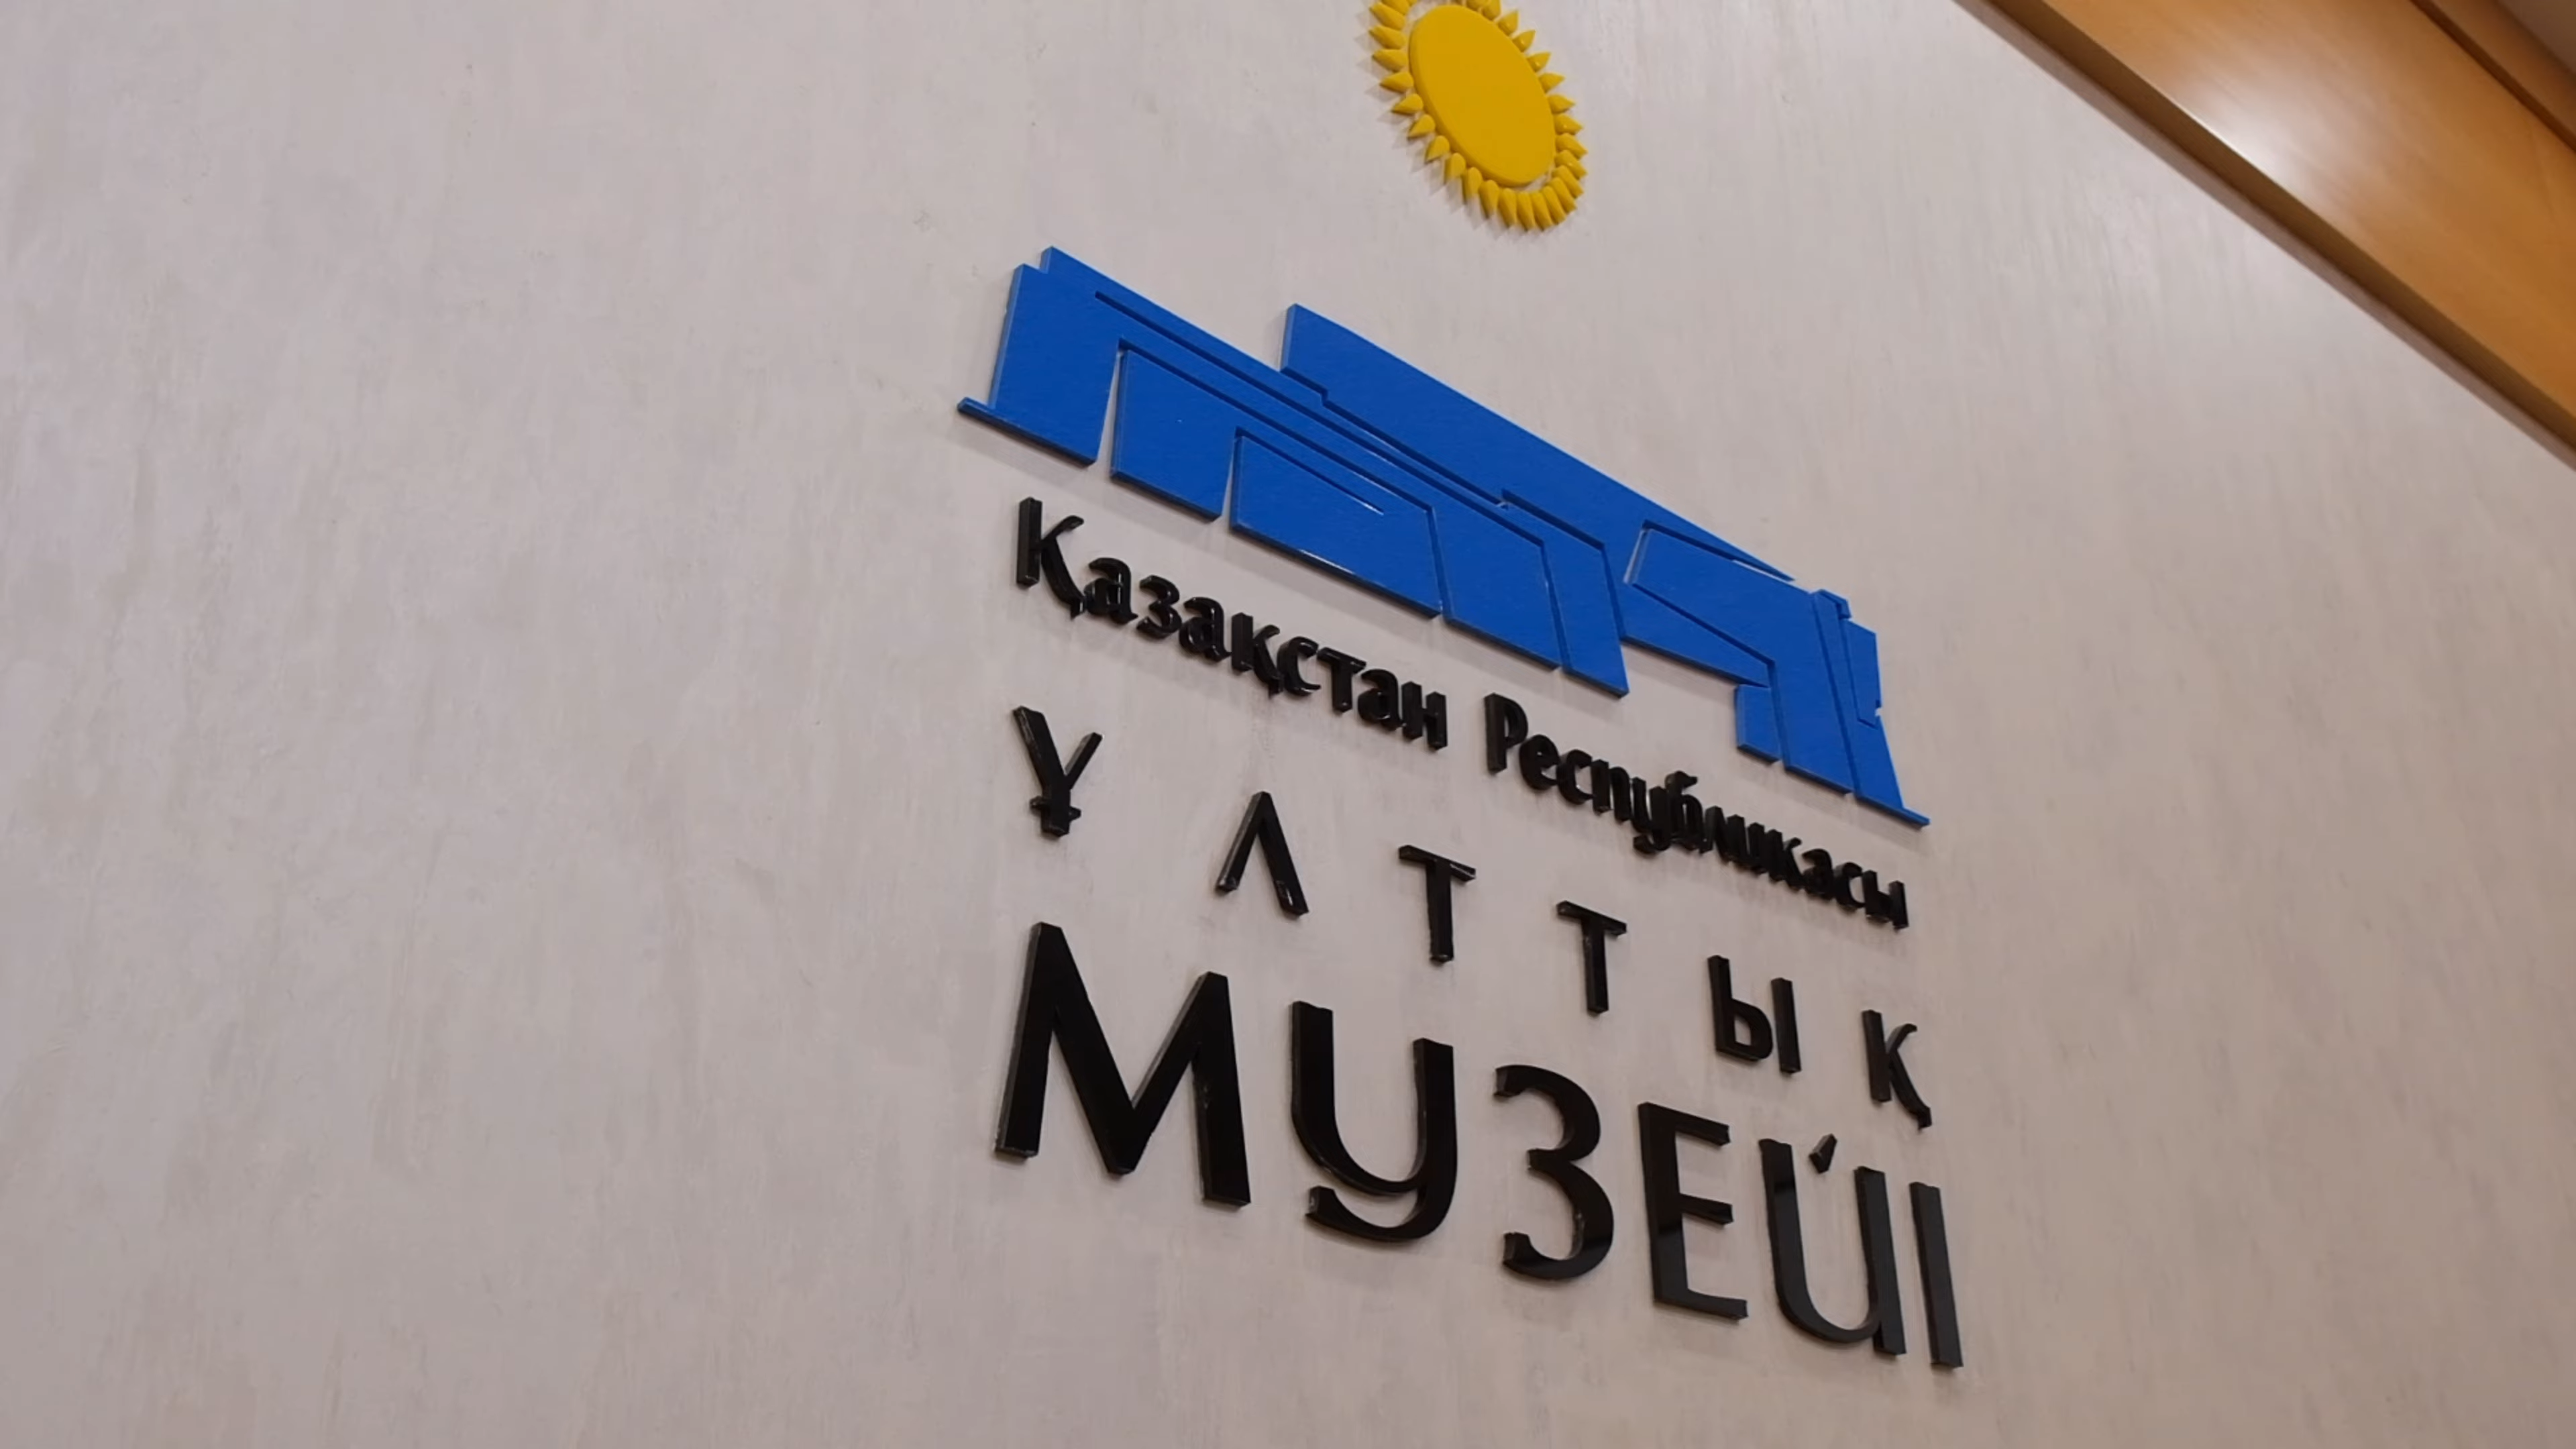 Қазақстан Республикасы
ҰЛТТЫҚ
МУЗЕЙІ